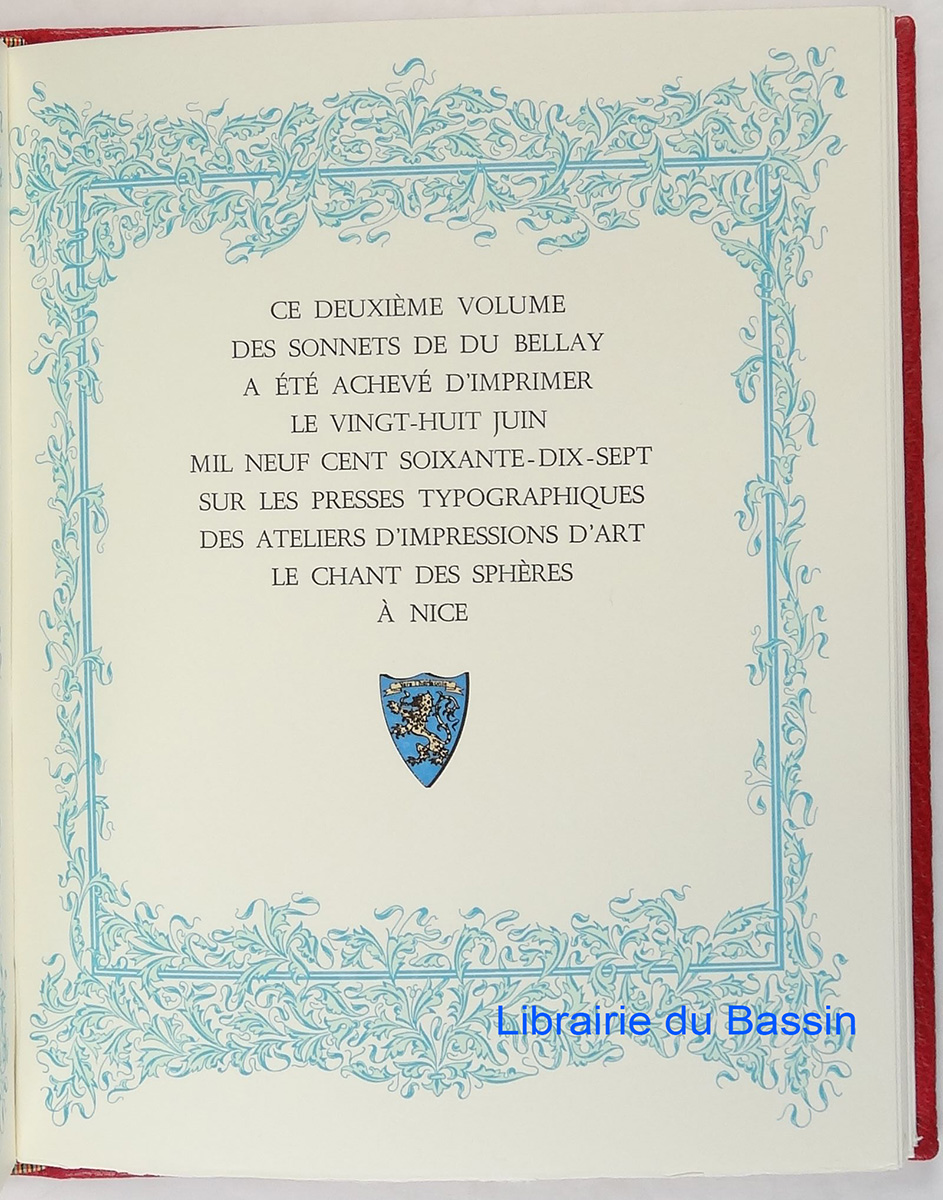 CE DEUXIÈME VOLUME
DES SONNETS DE DU BELLAY
A ÉTÉ ACHEVÉ D'IMPRIMER
LE VINGT-HUIT JUIN
MIL NEUF CENT SOIXANTE-DIX-SEPT
SUR LES PRESSES TYPOGRAPHIQUES
DES ATELIERS D'IMPRESSIONS D'ART
LE CHANT DES SPHÈRES
À NICE
Librairie du Bassin